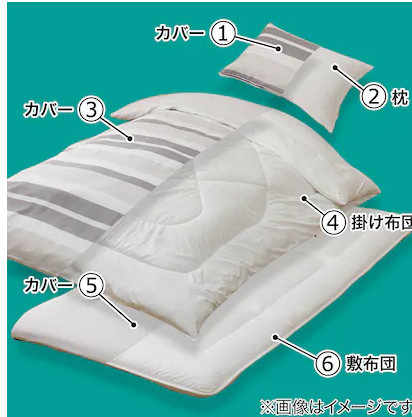 カバー ①
② 枕
カバー ③
④ 掛け布団
カバー ⑤
⑥ 敷布団
※画像はイメージです